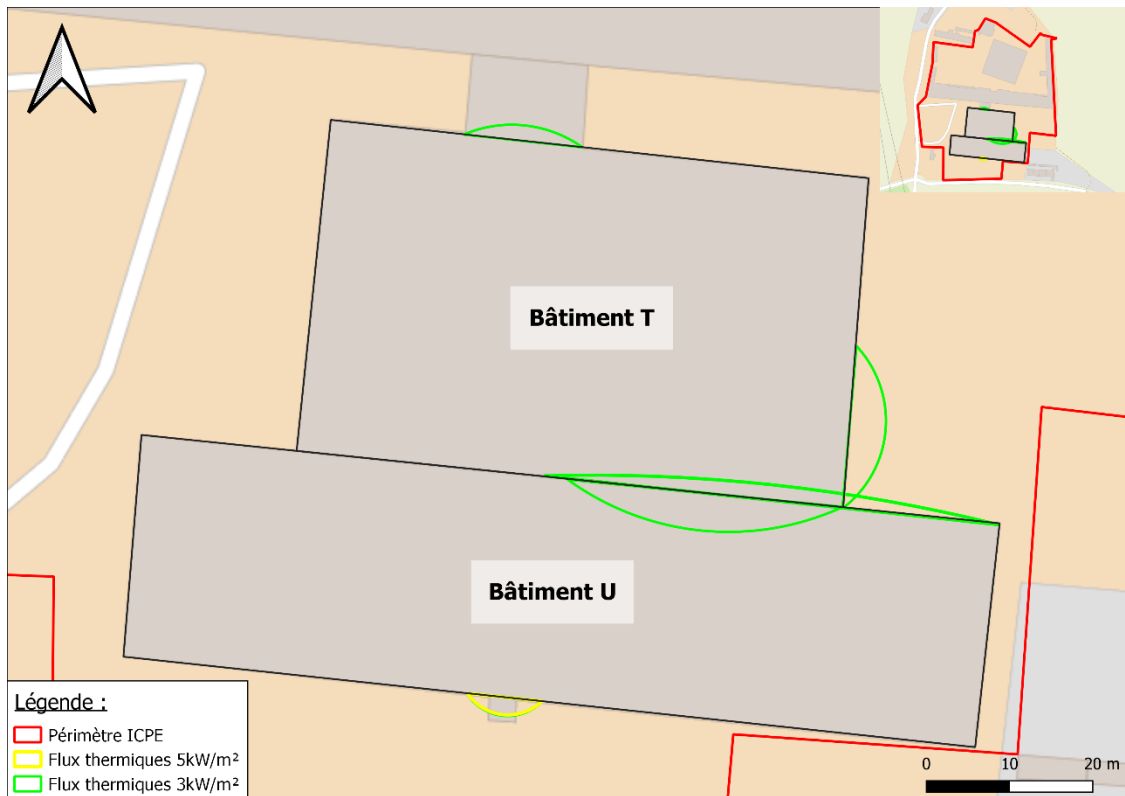 Bâtiment T
Bâtiment U
Légende :
Périmètre ICPE
Flux thermiques 5kW/m²
Flux thermiques 3kW/m²
0 10 20 m